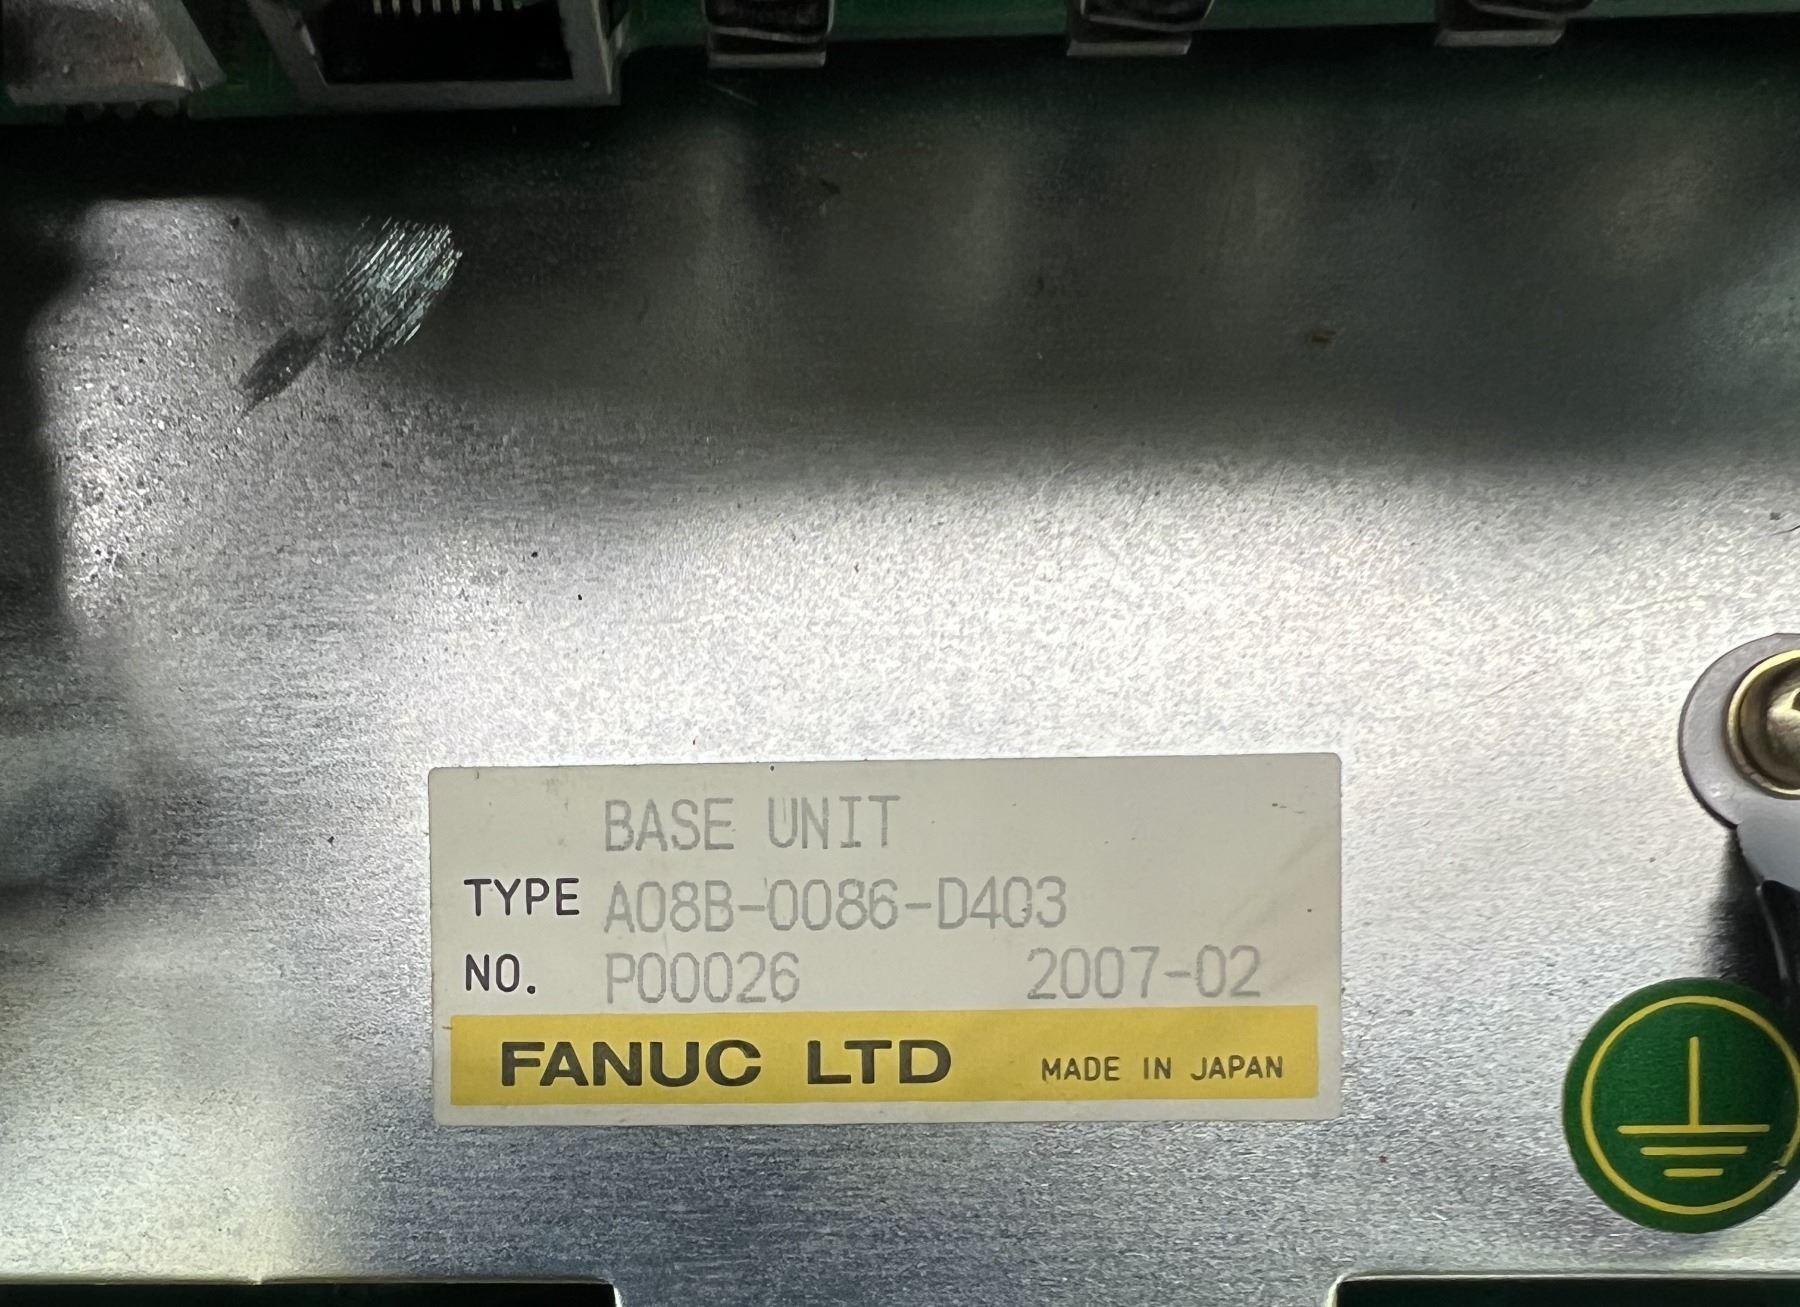 BASE UNIT
TYPE A08B-0086-D403
NO. P00026 2007-02
FANUC LTD MADE IN JAPAN